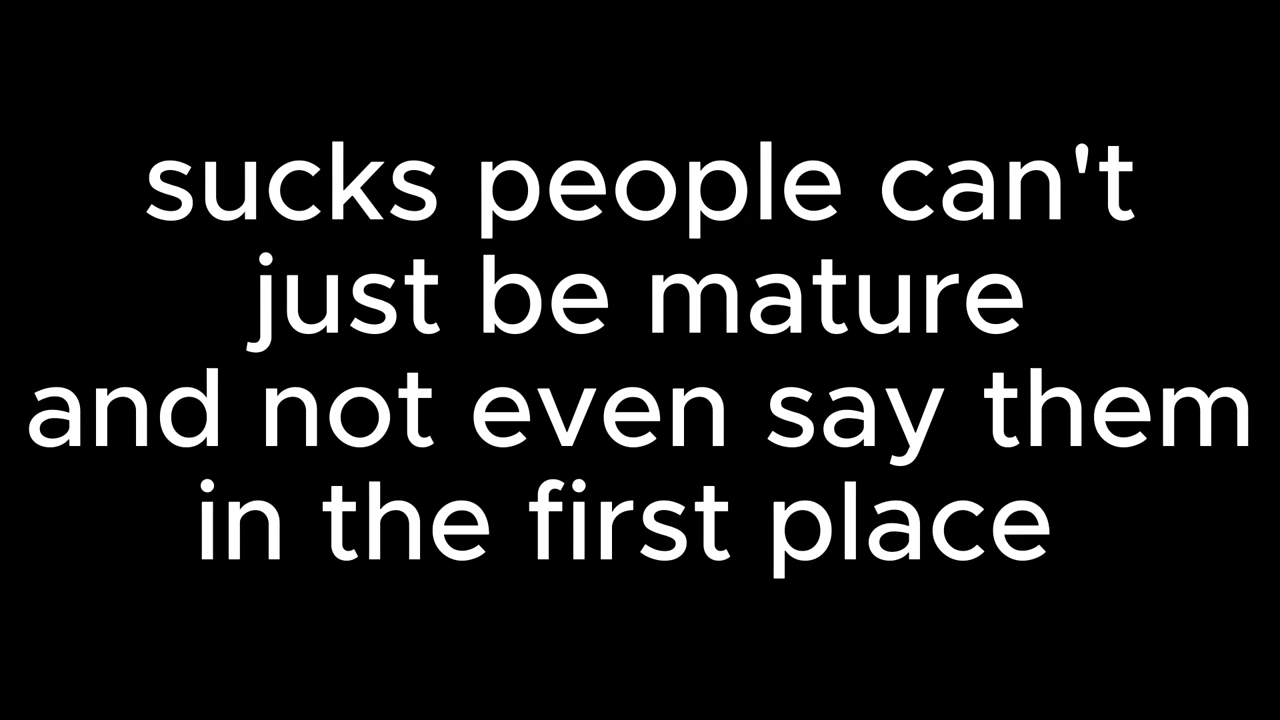 sucks people can't
just be mature
and not even say them
in the first place